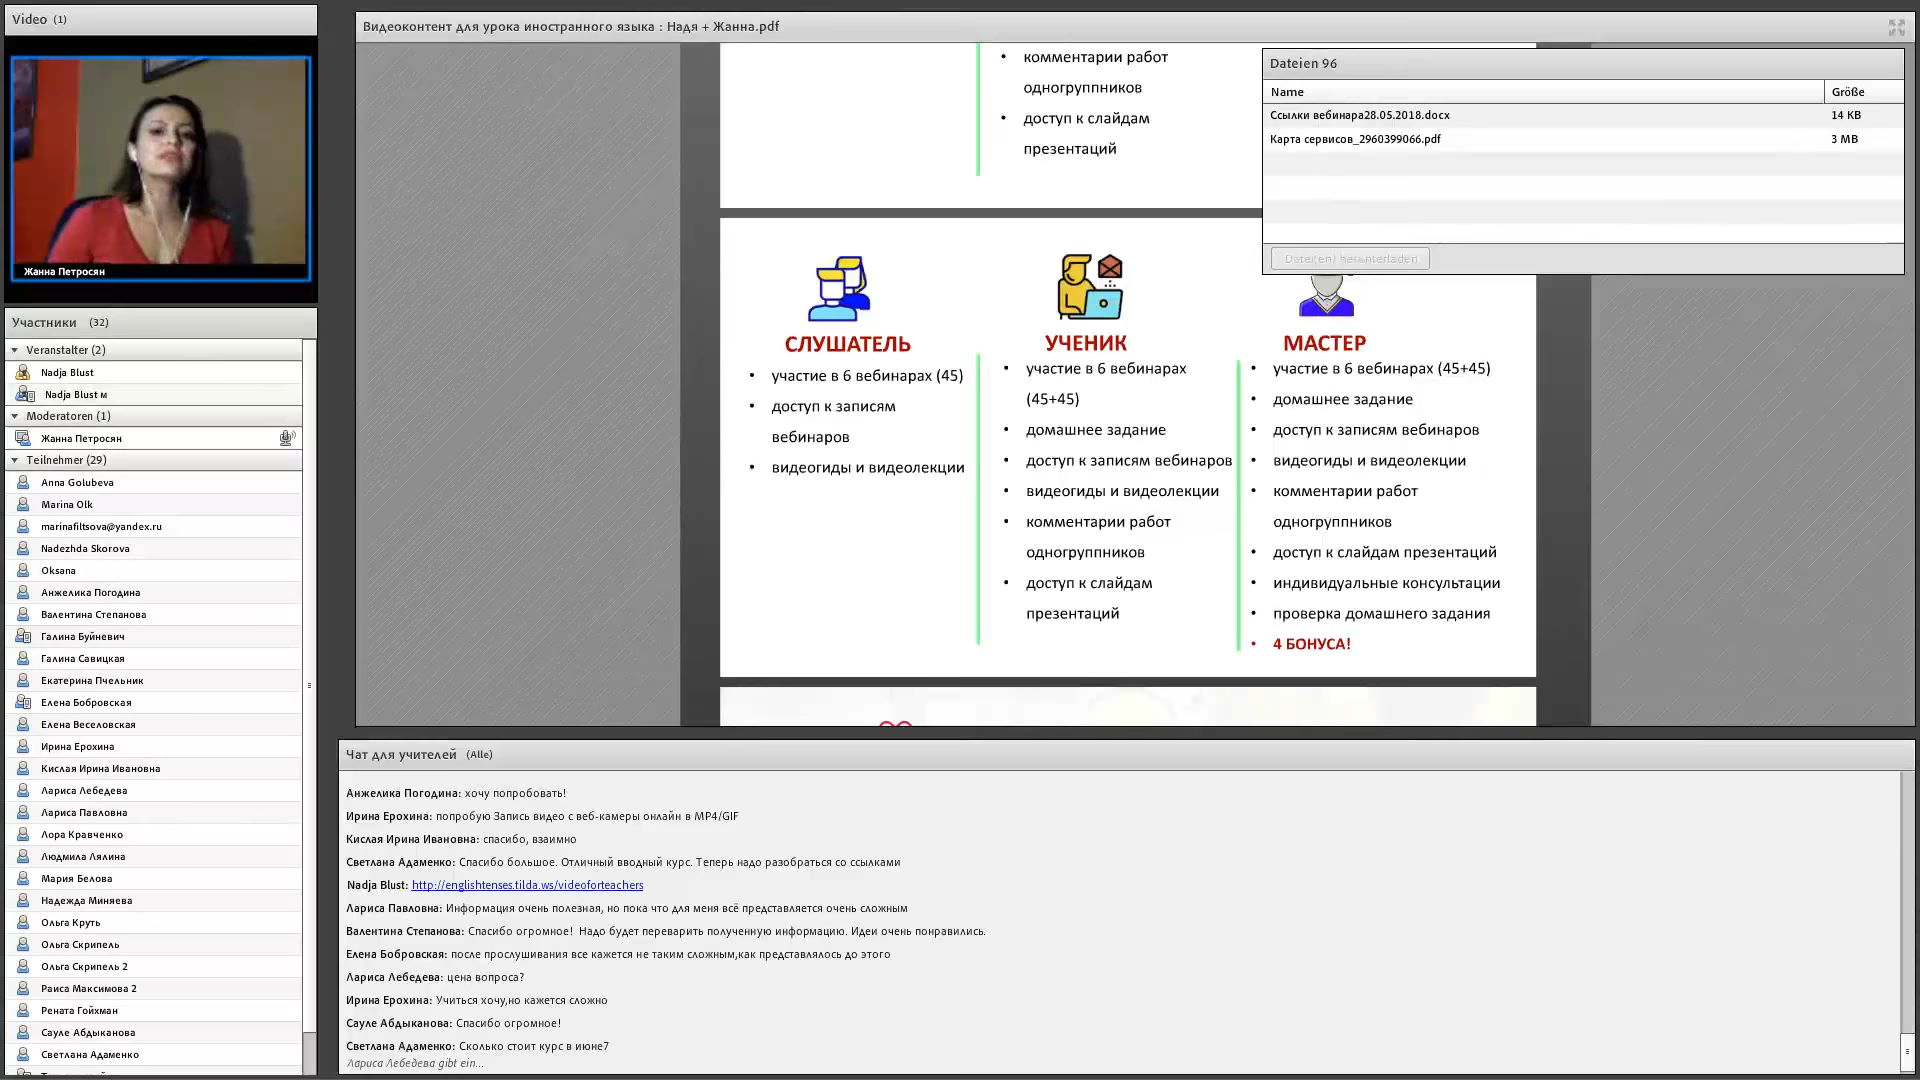 Video (1)
Жанна Петросян
Участники (32)
Veranstalter (2)
Nadja Blust
Nadja Blust м
Moderatoren (1)
Жанна Петросян
Teilnehmer (29)
Anna Golubeva
Marina Olk
marinafiltsova@yandex.ru
Nadezhda Skorova
Oksana
Анжелика Погодина
Валентина Степанова
Галина Буйневич
Галина Савицкая
Екатерина Пчельник
Елена Бобровская
Елена Веселовская
Ирина Ерохина
Кислая Ирина Ивановна
Лариса Лебедева
Лариса Павловна
Лора Кравченко
Людмила Лялина
Мария Белова
Надежда Миняева
Ольга Круть
Ольга Скрипель
Ольга Скрипель 2
Раиса Максимова 2
Рената Гойхман
Сауле Абдыканова
Светлана Адаменко
Видеоконтент для урока иностранного языка : Надя + Жанна.pdf
• комментарии работ
одногруппников
• доступ к слайдам
презентаций
Dateien 96
Name Größe
Ссылки вебинара28.05.2018.docx 14 KB
Карта сервисов_2960399066.pdf 3 MB
Datei(en) herunterladen
СЛУШАТЕЛЬ
• участие в 6 вебинарах (45)
• доступ к записям
вебинаров
• видеогиды и видеолекции
УЧЕНИК
• участие в 6 вебинарах
(45+45)
• домашнее задание
• доступ к записям вебинаров
• видеогиды и видеолекции
• комментарии работ
одногруппников
• доступ к слайдам
презентаций
МАСТЕР
• участие в 6 вебинарах (45+45)
• домашнее задание
• доступ к записям вебинаров
• видеогиды и видеолекции
• комментарии работ
одногруппников
• доступ к слайдам презентаций
• индивидуальные консультации
• проверка домашнего задания
• 4 БОНУСА!
Чат для учителей (Alle)
Анжелика Погодина: хочу попробовать!
Ирина Ерохина: попробую Запись видео с веб-камеры онлайн в MP4/GIF
Кислая Ирина Ивановна: спасибо, взаимно
Светлана Адаменко: Спасибо большое. Отличный вводный курс. Теперь надо разобраться со ссылками
Nadja Blust: http://englishtenses.tilda.ws/videoforteachers
Лариса Павловна: Информация очень полезная, но пока что для меня всё представляется очень сложным
Валентина Степанова: Спасибо огромное! Надо будет переварить полученную информацию. Идеи очень понравились.
Елена Бобровская: после прослушивания все кажется не таким сложным,как представлялось до этого
Лариса Лебедева: цена вопроса?
Ирина Ерохина: Учиться хочу,но кажется сложно
Сауле Абдыканова: Спасибо огромное!
Светлана Адаменко: Сколько стоит курс в июне7
Лариса Лебедева gibt ein...